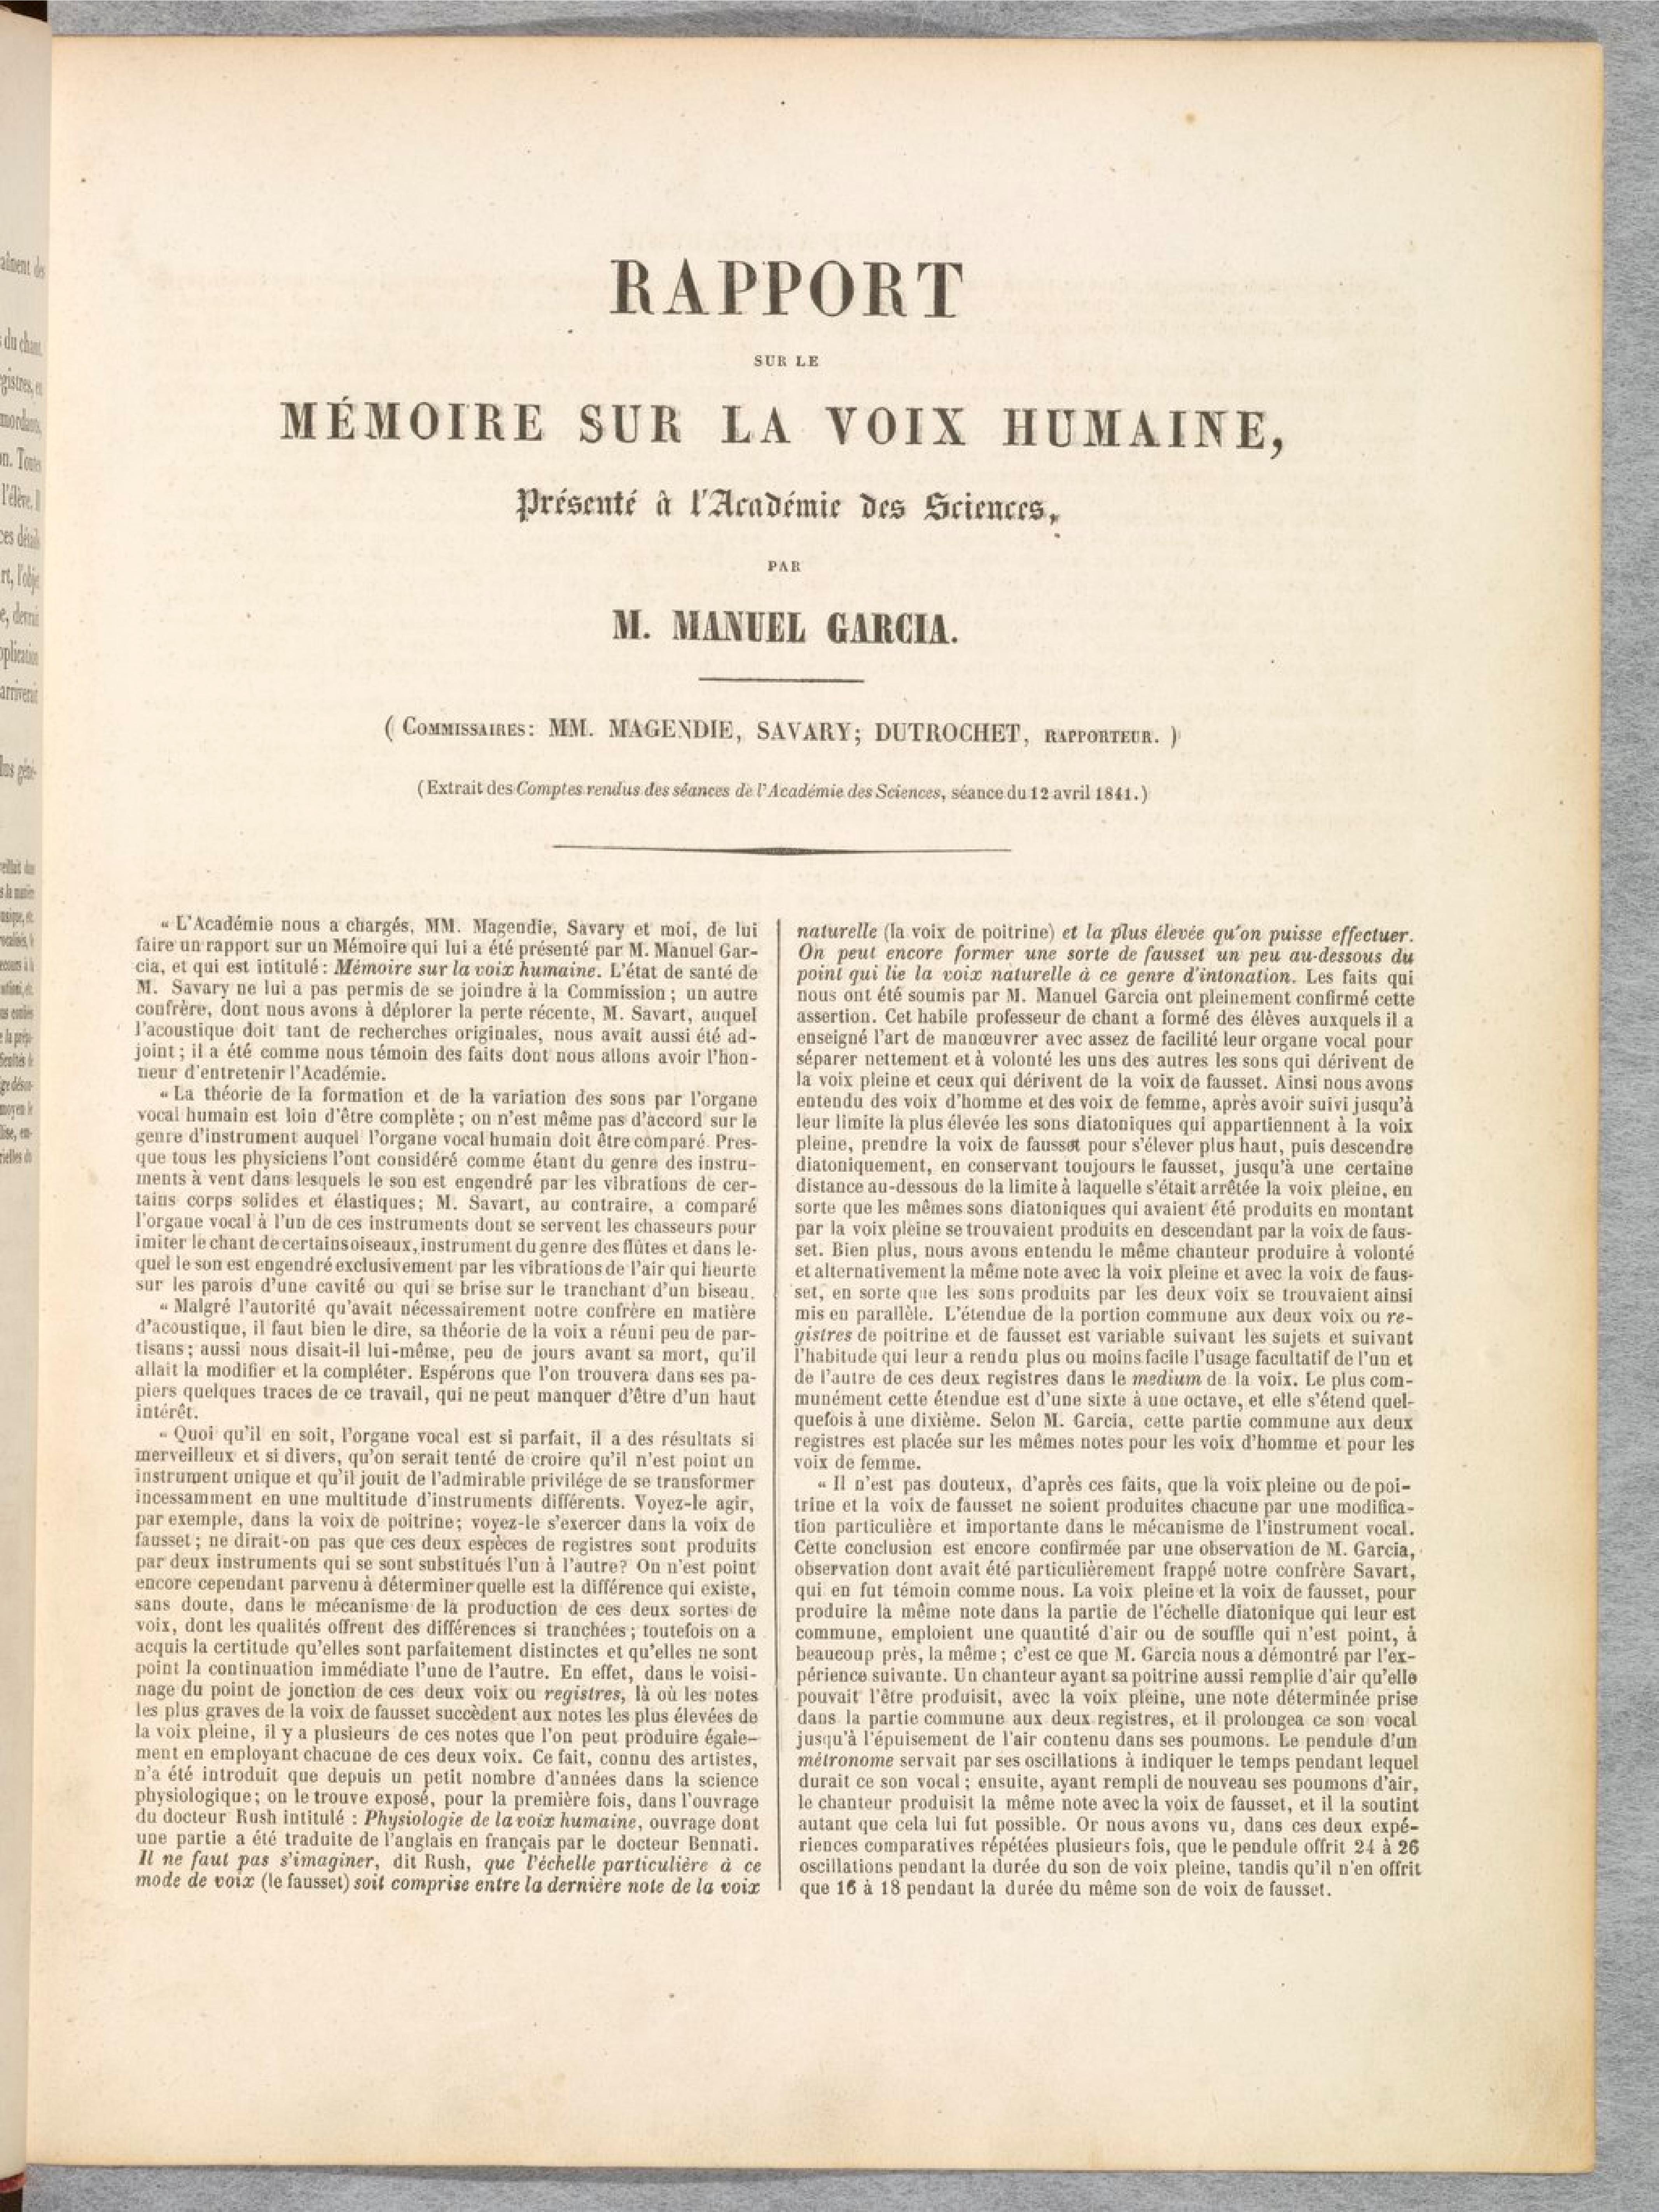 RAPPORT
SUR LE
MÉMOIRE SUR LA VOIX HUMAINE,
Présenté à l'Académie des Sciences,
PAR
M. MANUEL GARCIA.
( COMMISSAIRES: MM. MAGENDIE, SAVARY; DUTROCHET, RAPPORTEUR. )
(Extrait des Comptes rendus des séances de l'Académie des Sciences, séance du 12 avril 1841.)
« L'Académie nous a chargés, MM. Magendie, Savary et moi, de lui
faire un rapport sur un Mémoire qui lui a été présenté par M. Manuel Gar-
cia, et qui est intitulé : Mémoire sur la voix humaine. L'état de santé de
M. Savary ne lui a pas permis de se joindre à la Commission ; un autre
confrère, dont nous avons à déplorer la perte récente, M. Savart, auquel
l'acoustique doit tant de recherches originales, nous avait aussi été ad-
joint ; il a été comme nous témoin des faits dont nous allons avoir l'hon-
neur d'entretenir l'Académie.
« La théorie de la formation et de la variation des sons par l'organe
vocal humain est loin d'être complète ; on n'est même pas d'accord sur le
genre d'instrument auquel l'organe vocal humain doit être comparé. Pres-
que tous les physiciens l'ont considéré comme étant du genre des instru-
ments à vent dans lesquels le son est engendré par les vibrations de cer-
tains corps solides et élastiques; M. Savart, au contraire, a comparé
l'organe vocal à l'un de ces instruments dont se servent les chasseurs pour
imiter le chant de certains oiseaux, instrument du genre des flûtes et dans le-
quel le son est engendré exclusivement par les vibrations de l'air qui heurte
sur les parois d'une cavité ou qui se brise sur le tranchant d'un biseau.
« Malgré l'autorité qu'avait nécessairement notre confrère en matière
d'acoustique, il faut bien le dire, sa théorie de la voix a réuni peu de par-
tisans ; aussi nous disait-il lui-même, peu de jours avant sa mort, qu'il
allait la modifier et la compléter. Espérons que l'on trouvera dans ses pa-
piers quelques traces de ce travail, qui ne peut manquer d'être d'un haut
intérêt.
« Quoi qu'il en soit, l'organe vocal est si parfait, il a des résultats si
merveilleux et si divers, qu'on serait tenté de croire qu'il n'est point un
instrument unique et qu'il jouit de l'admirable privilége de se transformer
incessamment en une multitude d'instruments différents. Voyez-le agir,
par exemple, dans la voix de poitrine; voyez-le s'exercer dans la voix de
fausset ; ne dirait-on pas que ces deux espèces de registres sont produits
par deux instruments qui se sont substitués l'un à l'autre? On n'est point
encore cependant parvenu à déterminer quelle est la différence qui existe,
sans doute, dans le mécanisme de la production de ces deux sortes de
voix, dont les qualités offrent des différences si tranchées ; toutefois on a
acquis la certitude qu'elles sont parfaitement distinctes et qu'elles ne sont
point la continuation immédiate l'une de l'autre. En effet, dans le voisi-
nage du point de jonction de ces deux voix ou registres, là où les notes
les plus graves de la voix de fausset succèdent aux notes les plus élevées de
la voix pleine, il y a plusieurs de ces notes que l'on peut produire égale-
ment en employant chacune de ces deux voix. Ce fait, connu des artistes,
n'a été introduit que depuis un petit nombre d'années dans la science
physiologique; on le trouve exposé, pour la première fois, dans l'ouvrage
du docteur Rush intitulé : Physiologie de la voix humaine, ouvrage dont
une partie a été traduite de l'anglais en français par le docteur Bennati.
Il ne faut pas s'imaginer, dit Rush, que l'échelle particulière à ce
mode de voix (le fausset) soit comprise entre la dernière note de la voix
naturelle (la voix de poitrine) et la plus élevée qu'on puisse effectuer.
On peut encore former une sorte de fausset un peu au-dessous du
point qui lie la voix naturelle à ce genre d'intonation. Les faits qui
nous ont été soumis par M. Manuel Garcia ont pleinement confirmé cette
assertion. Cet habile professeur de chant a formé des élèves auxquels il a
enseigné l'art de manœuvrer avec assez de facilité leur organe vocal pour
séparer nettement et à volonté les uns des autres les sons qui dérivent de
la voix pleine et ceux qui dérivent de la voix de fausset. Ainsi nous avons
entendu des voix d'homme et des voix de femme, après avoir suivi jusqu'à
leur limite la plus élevée les sons diatoniques qui appartiennent à la voix
pleine, prendre la voix de fausset pour s'élever plus haut, puis descendre
diatoniquement, en conservant toujours le fausset, jusqu'à une certaine
distance au-dessous de la limite à laquelle s'était arrêtée la voix pleine, en
sorte que les mêmes sons diatoniques qui avaient été produits en montant
par la voix pleine se trouvaient produits en descendant par la voix de faus-
set. Bien plus, nous avons entendu le même chanteur produire à volonté
et alternativement la même note avec la voix pleine et avec la voix de faus-
set, en sorte que les sons produits par les deux voix se trouvaient ainsi
mis en parallèle. L'étendue de la portion commune aux deux voix ou re-
gistres de poitrine et de fausset est variable suivant les sujets et suivant
l'habitude qui leur a rendu plus ou moins facile l'usage facultatif de l'un et
de l'autre de ces deux registres dans le medium de la voix. Le plus com-
munément cette étendue est d'une sixte à une octave, et elle s'étend quel-
quefois à une dixième. Selon M. Garcia, cette partie commune aux deux
registres est placée sur les mêmes notes pour les voix d'homme et pour les
voix de femme.
« Il n'est pas douteux, d'après ces faits, que la voix pleine ou de poi-
trine et la voix de fausset ne soient produites chacune par une modifica-
tion particulière et importante dans le mécanisme de l'instrument vocal.
Cette conclusion est encore confirmée par une observation de M. Garcia,
observation dont avait été particulièrement frappé notre confrère Savart,
qui en fut témoin comme nous. La voix pleine et la voix de fausset, pour
produire la même note dans la partie de l'échelle diatonique qui leur est
commune, emploient une quantité d'air ou de souffle qui n'est point, à
beaucoup près, la même ; c'est ce que M. Garcia nous a démontré par l'ex-
périence suivante. Un chanteur ayant sa poitrine aussi remplie d'air qu'elle
pouvait l'être produisit, avec la voix pleine, une note déterminée prise
dans la partie commune aux deux registres, et il prolongea ce son vocal
jusqu'à l'épuisement de l'air contenu dans ses poumons. Le pendule d'un
métronome servait par ses oscillations à indiquer le temps pendant lequel
durait ce son vocal ; ensuite, ayant rempli de nouveau ses poumons d'air,
le chanteur produisit la même note avec la voix de fausset, et il la soutint
autant que cela lui fut possible. Or nous avons vu, dans ces deux expé-
riences comparatives répétées plusieurs fois, que le pendule offrit 24 à 26
oscillations pendant la durée du son de voix pleine, tandis qu'il n'en offrit
que 16 à 18 pendant la durée du même son de voix de fausset.